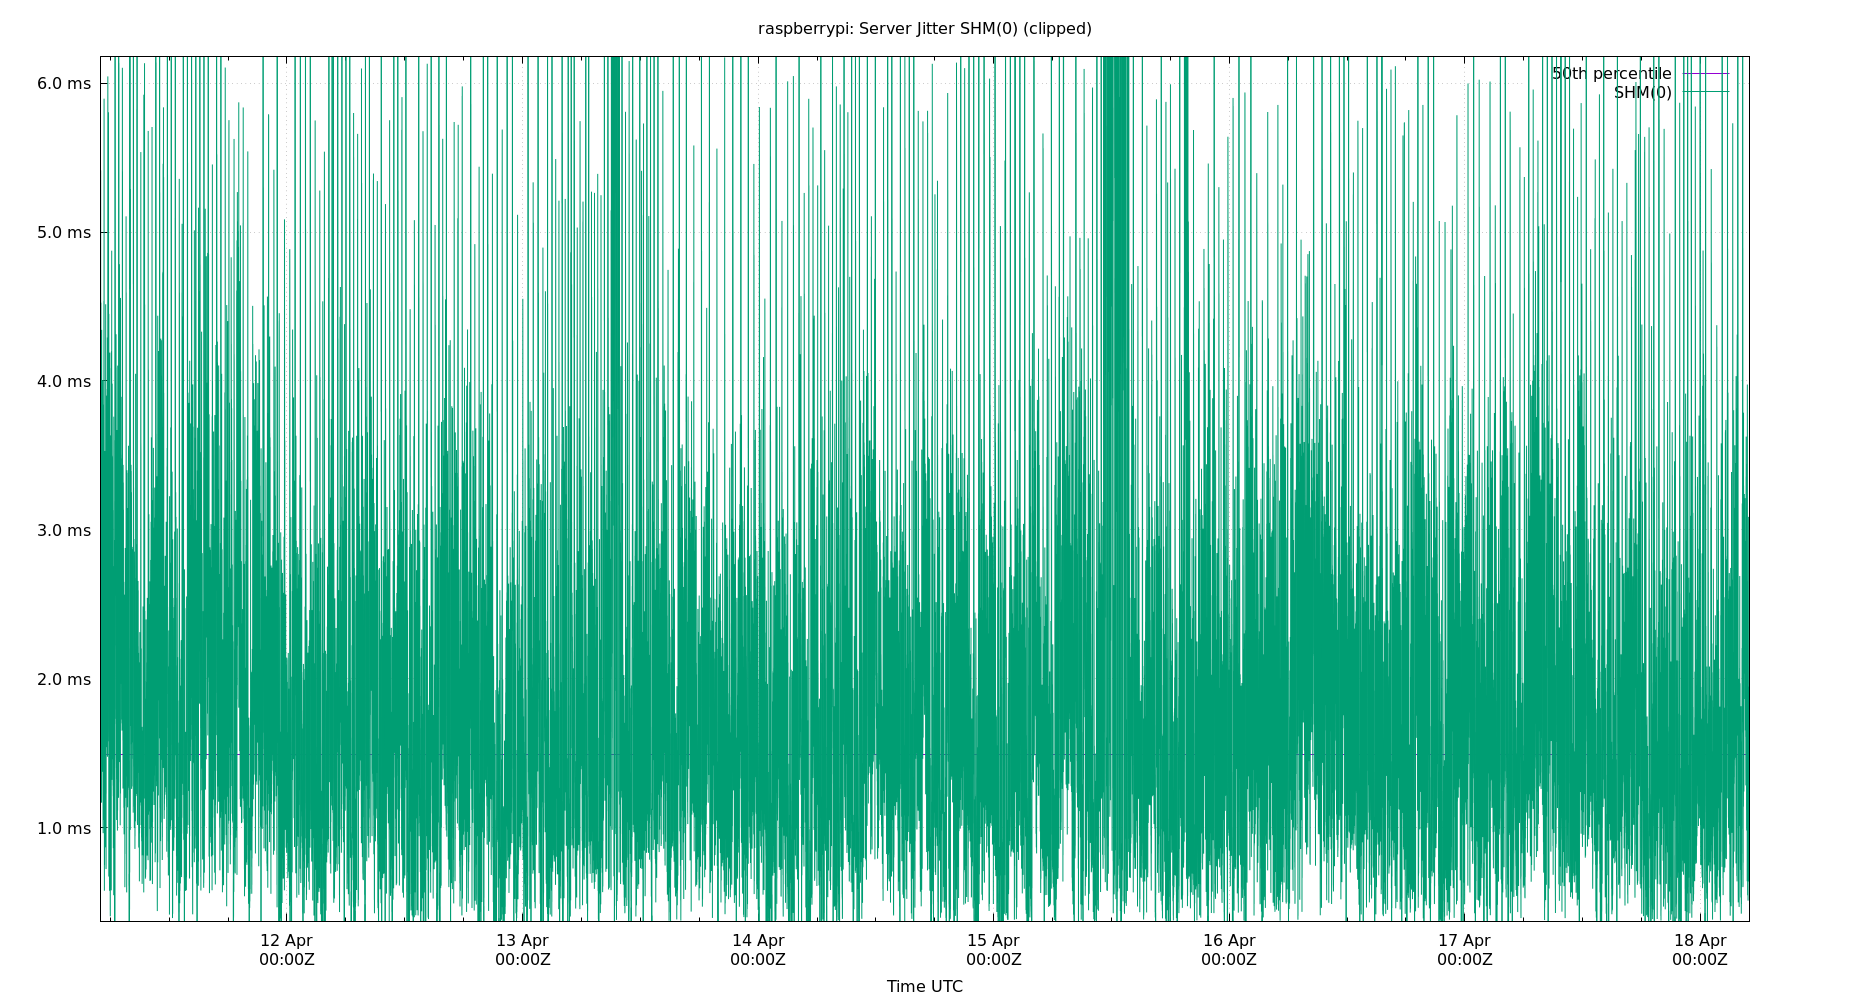 raspberrypi: Server Jitter SHM(0) (clipped)
50th percentile
SHM(0)
6.0 ms
5.0 ms
4.0 ms
3.0 ms
2.0 ms
1.0 ms
12 Apr 13 Apr 14 Apr 15 Apr 16 Apr 17 Apr 18 Apr
00:00Z 00:00Z 00:00Z 00:00Z 00:00Z 00:00Z 00:00Z
Time UTC